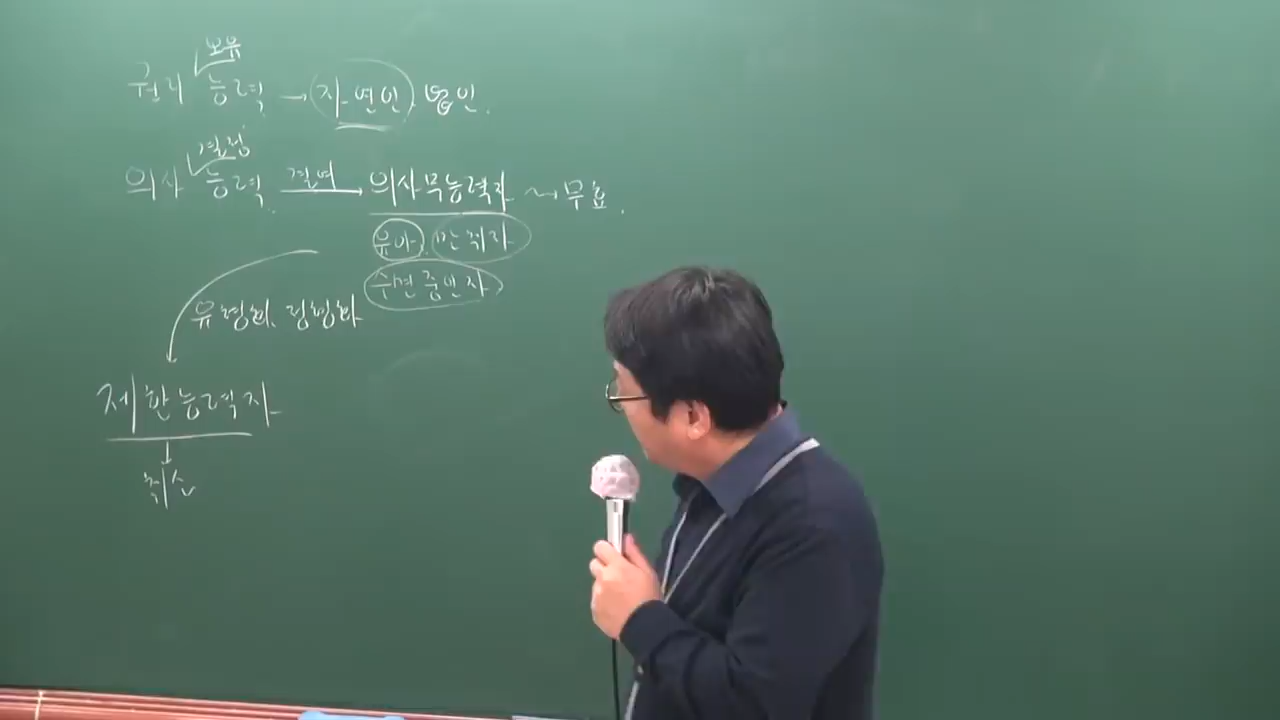 보유
권리 능력 → 자연인. 법인.
결정
의사 능력. 결여 → 의사무능력자 ~> 무효.
유아. 만취자
수면중인자
유형화. 정형화
제한능력자
↓
취소